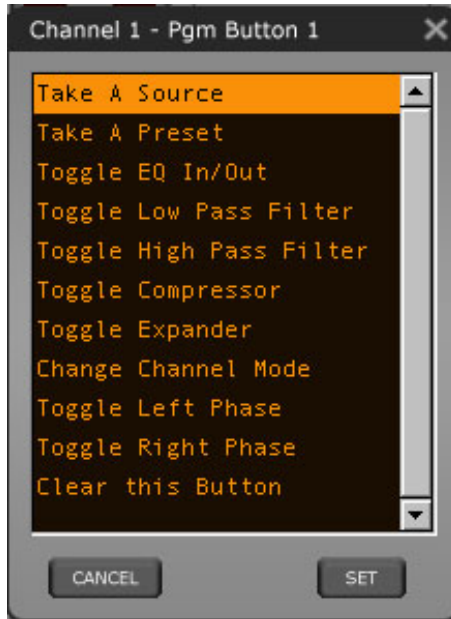 Channel 1 - Pgm Button 1
Take A Source
Take A Preset
Toggle EQ In/Out
Toggle Low Pass Filter
Toggle High Pass Filter
Toggle Compressor
Toggle Expander
Change Channel Mode
Toggle Left Phase
Toggle Right Phase
Clear this Button
CANCEL SET